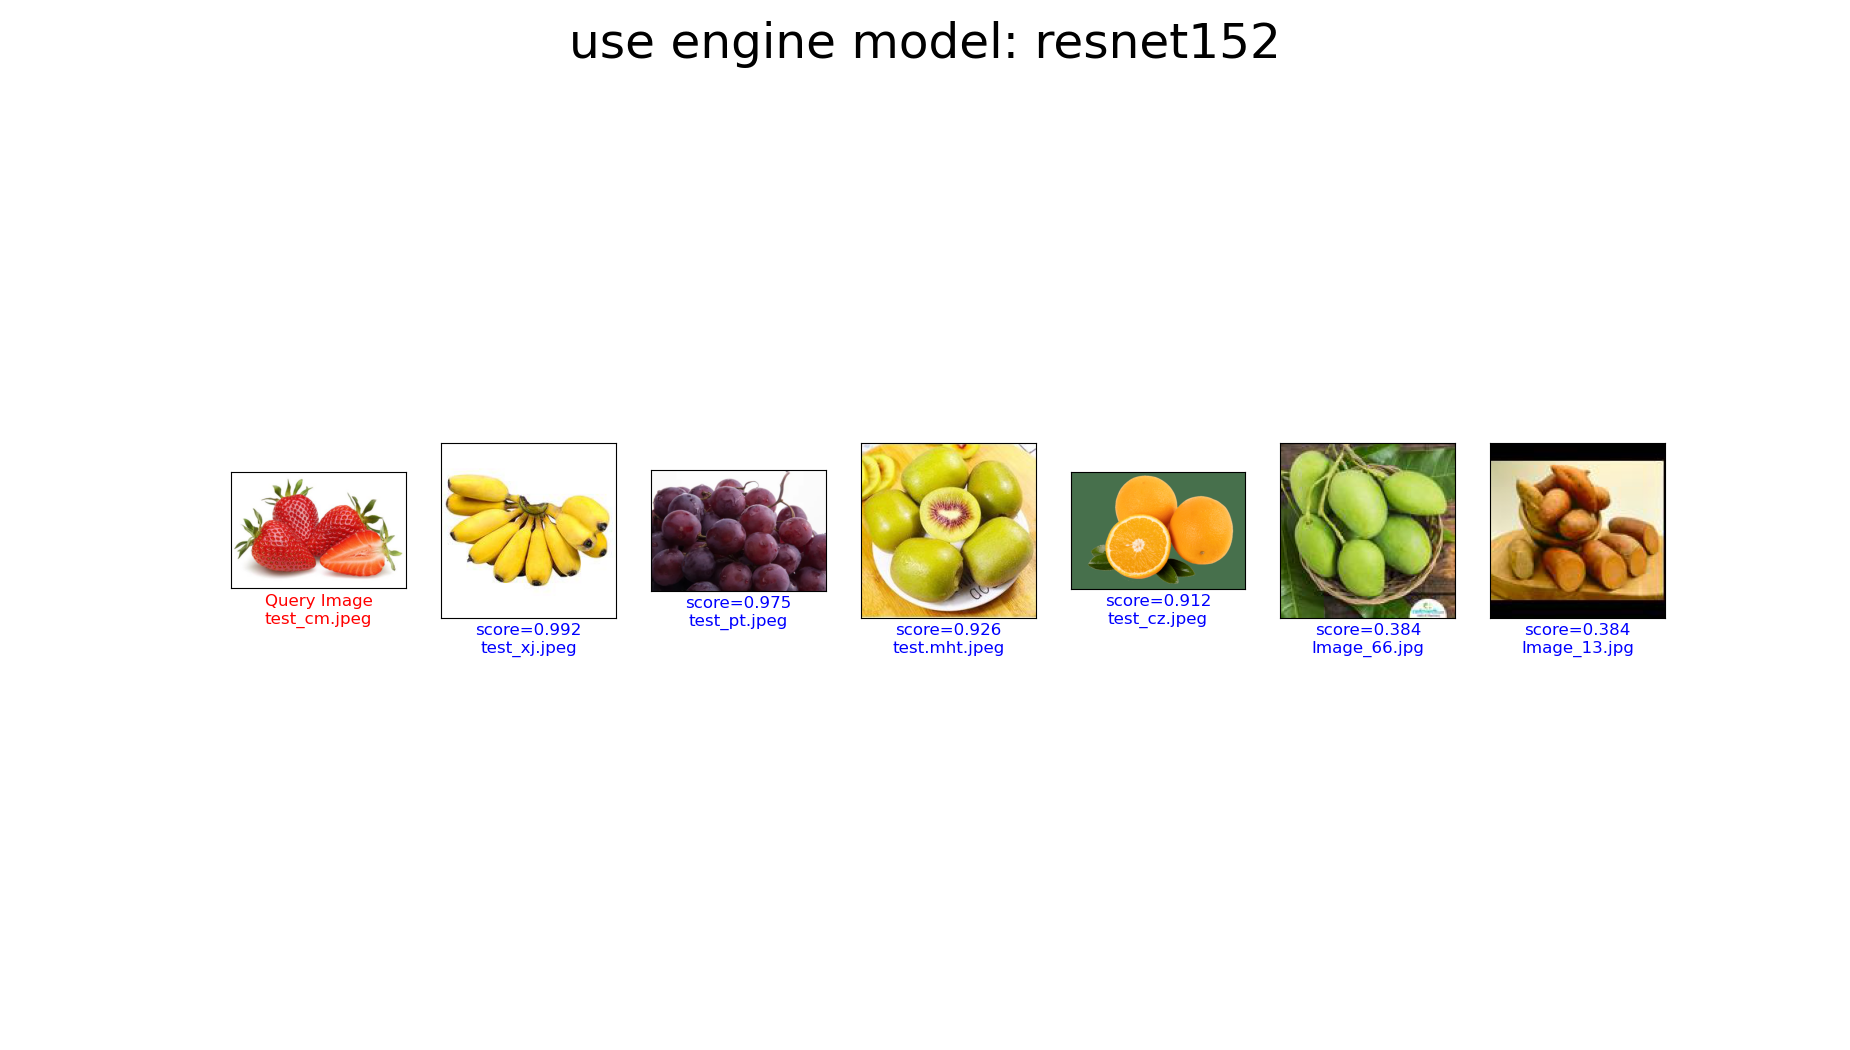 use engine model: resnet152
Query Image
test_cm.jpeg
score=0.992
test_xj.jpeg
score=0.975
test_pt.jpeg
score=0.926
test.mht.jpeg
score=0.912
test_cz.jpeg
score=0.384
Image_66.jpg
score=0.384
Image_13.jpg